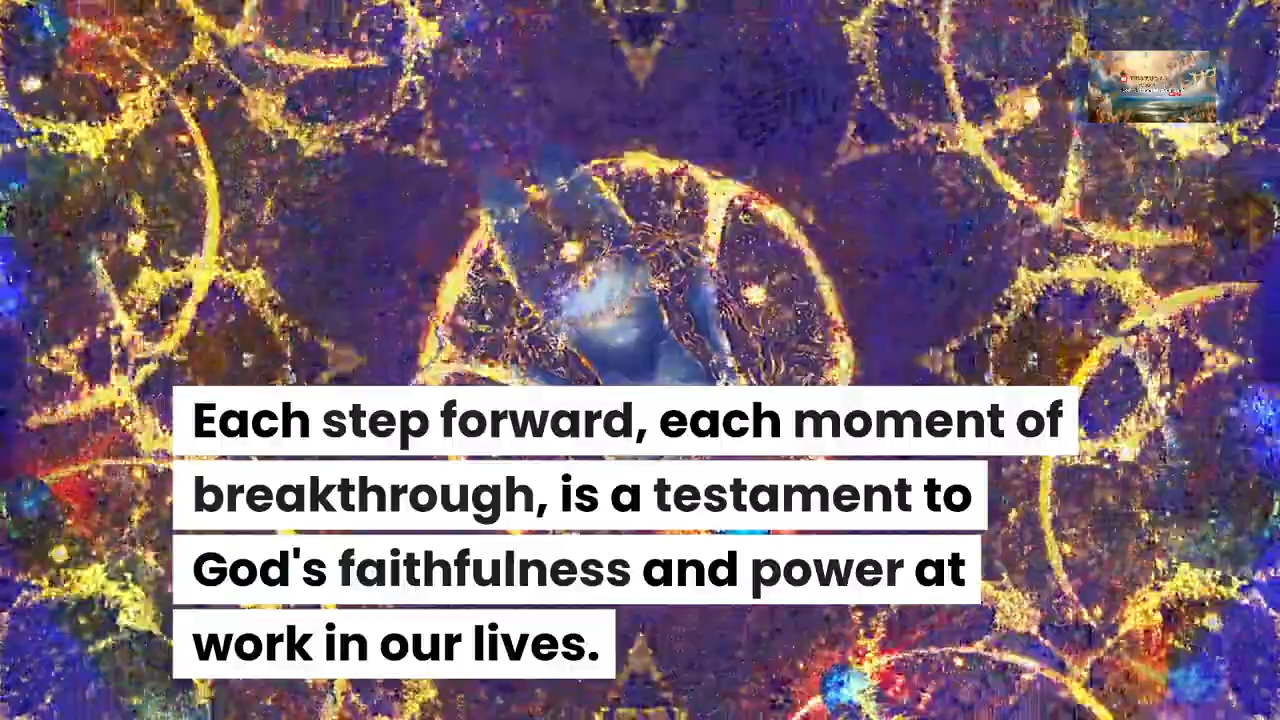 Each step forward, each moment of
breakthrough, is a testament to
God's faithfulness and power at
work in our lives.